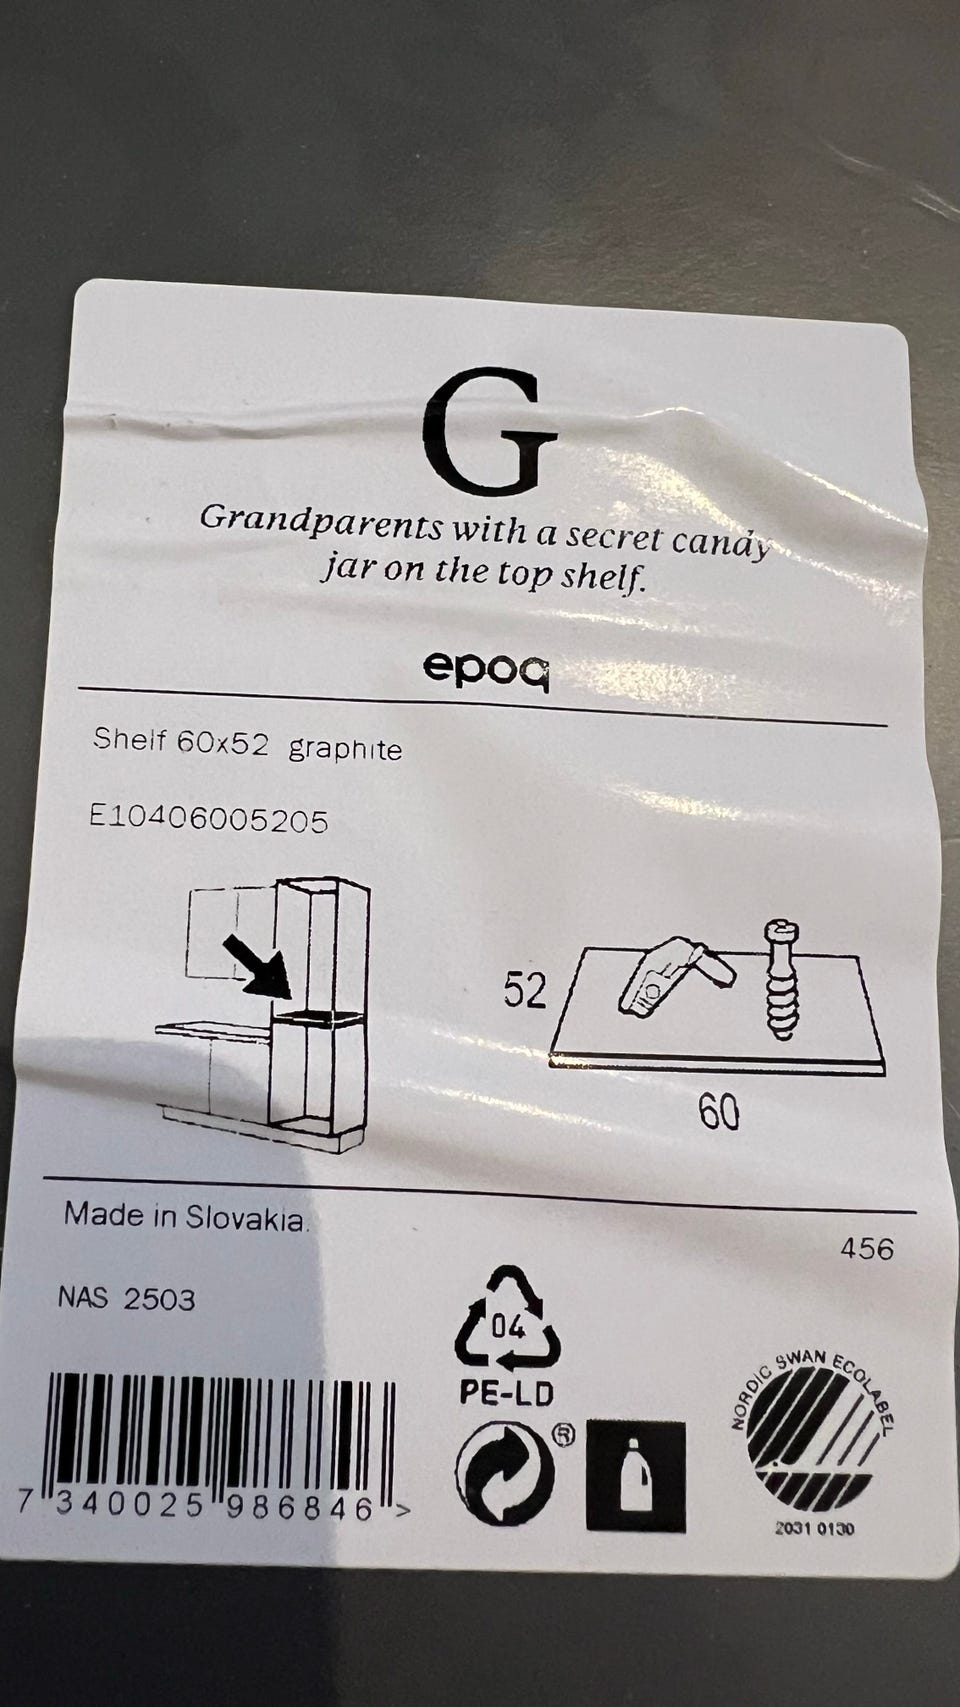 G
Grandparents with a secret candy
jar on the top shelf.
epoq
Shelf 60x52 graphite
E10406005205
52
60
Made in Slovakia.
456
NAS 2503
04
PE-LD
®
NORDIC SWAN ECOLABEL
2031 0130
7 340025 986846 >